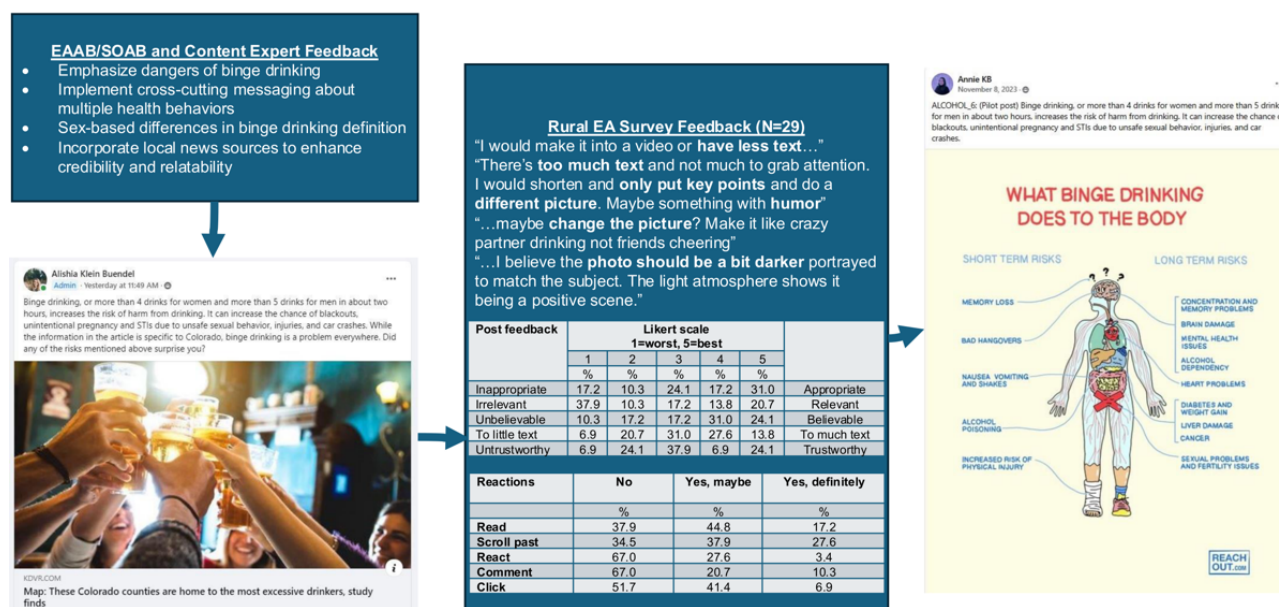 EAAB/SOAB and Content Expert Feedback
• Emphasize dangers of binge drinking
• Implement cross-cutting messaging about
multiple health behaviors
• Sex-based differences in binge drinking definition
• Incorporate local news sources to enhance
credibility and relatability
Alishia Klein Buendel
Admin · Yesterday at 11:49 AM ·
Binge drinking, or more than 4 drinks for women and more than 5 drinks for men in about two
hours, increases the risk of harm from drinking. It can increase the chance of blackouts,
unintentional pregnancy and STIs due to unsafe sexual behavior, injuries, and car crashes. While
the information in the article is specific to Colorado, binge drinking is a problem everywhere. Did
any of the risks mentioned above surprise you?
KDVR.COM
Map: These Colorado counties are home to the most excessive drinkers, study
finds
Rural EA Survey Feedback (N=29)
“I would make it into a video or have less text…”
“There’s too much text and not much to grab attention.
I would shorten and only put key points and do a
different picture. Maybe something with humor”
“…maybe change the picture? Make it like crazy
partner drinking not friends cheering”
“…I believe the photo should be a bit darker portrayed
to match the subject. The light atmosphere shows it
being a positive scene.”
Post feedback Likert scale
1=worst, 5=best
1 2 3 4 5
% % % % %
Inappropriate 17.2 10.3 24.1 17.2 31.0 Appropriate
Irrelevant 37.9 10.3 17.2 13.8 20.7 Relevant
Unbelievable 10.3 17.2 17.2 31.0 24.1 Believable
To little text 6.9 20.7 31.0 27.6 13.8 To much text
Untrustworthy 6.9 24.1 37.9 6.9 24.1 Trustworthy
Reactions No Yes, maybe Yes, definitely
% % %
Read 37.9 44.8 17.2
Scroll past 34.5 37.9 27.6
React 67.0 27.6 3.4
Comment 67.0 20.7 10.3
Click 51.7 41.4 6.9
Annie KB
November 8, 2023 ·
ALCOHOL_6: (Pilot post) Binge drinking, or more than 4 drinks for women and more than 5 drinks
for men in about two hours, increases the risk of harm from drinking. It can increase the chance of
blackouts, unintentional pregnancy and STIs due to unsafe sexual behavior, injuries, and car
crashes.
WHAT BINGE DRINKING
DOES TO THE BODY
SHORT TERM RISKS
LONG TERM RISKS
? ? ?
MEMORY LOSS
BAD HANGOVERS
NAUSEA VOMITING
AND SHAKES
ALCOHOL
POISONING
INCREASED RISK OF
PHYSICAL INJURY
CONCENTRATION AND
MEMORY PROBLEMS
BRAIN DAMAGE
MENTAL HEALTH
ISSUES
ALCOHOL
DEPENDENCY
HEART PROBLEMS
DIABETES AND
WEIGHT GAIN
LIVER DAMAGE
CANCER
SEXUAL PROBLEMS
AND FERTILITY ISSUES
REACH
OUT.COM